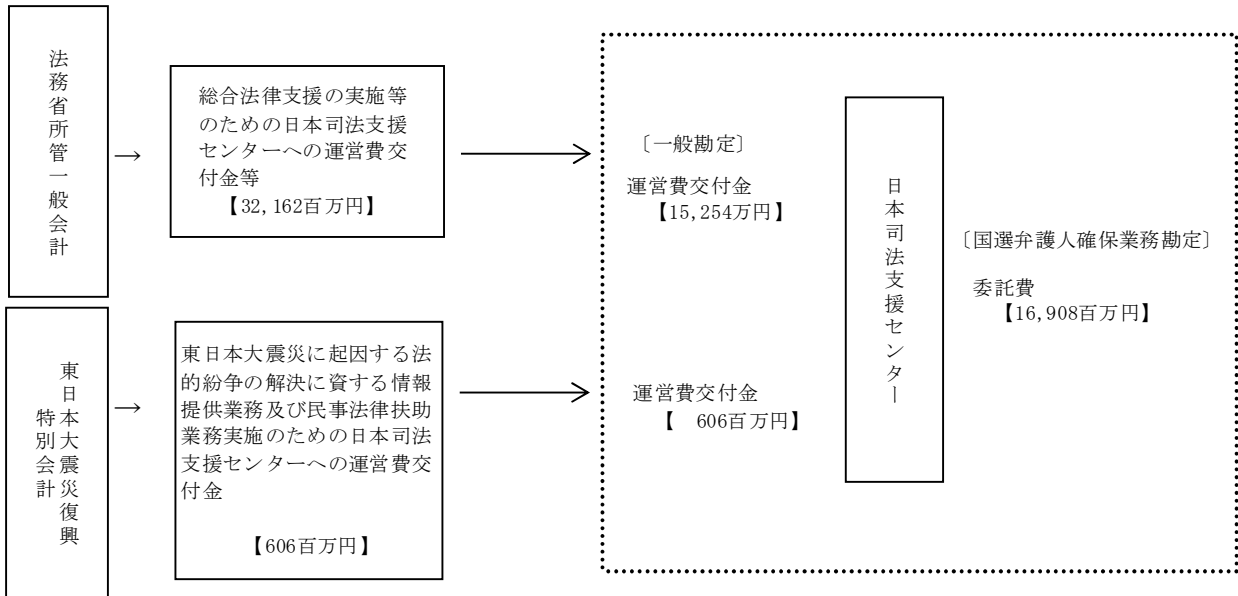 法務省所管一般会計
→
総合法律支援の実施等
のための日本司法支援
センターへの運営費交
付金等
【32,162百万円】
〔一般勘定〕
運営費交付金
【15,254万円】
日本司法支援センター
〔国選弁護人確保業務勘定〕
委託費
【16,908百万円】
東日本大震災復興
特別会計
→
東日本大震災に起因する法
的紛争の解決に資する情報
提供業務及び民事法律扶助
業務実施のための日本司法
支援センターへの運営費交
付金
【606百万円】
運営費交付金
【　606百万円】